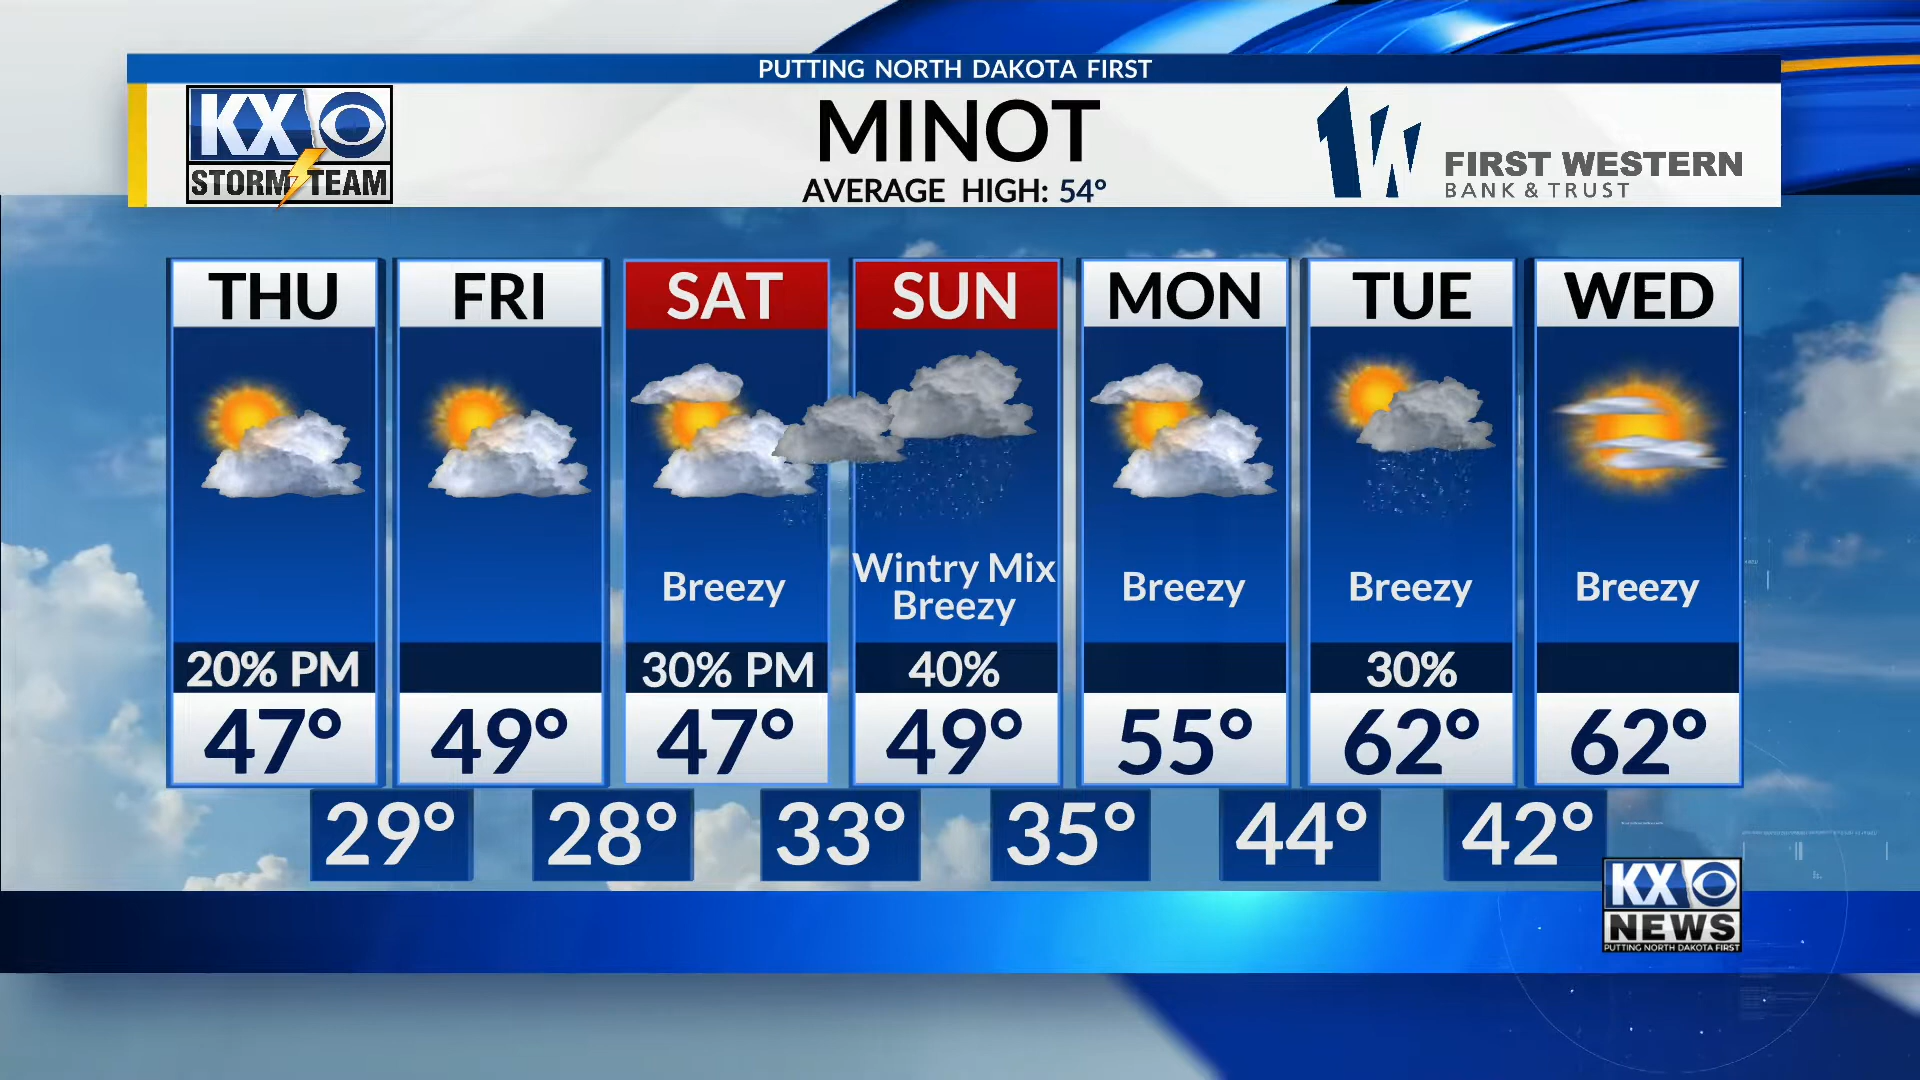 PUTTING NORTH DAKOTA FIRST
KX
STORM TEAM
MINOT
AVERAGE HIGH: 54°
1W
FIRST WESTERN
BANK & TRUST
THU FRI SAT SUN MON TUE WED
Breezy
Wintry Mix
Breezy
Breezy
Breezy
Breezy
20% PM 30% PM 40% 30%
47° 49° 47° 49° 55° 62° 62°
29° 28° 33° 35° 44° 42°
KX
NEWS
PUTTING NORTH DAKOTA FIRST